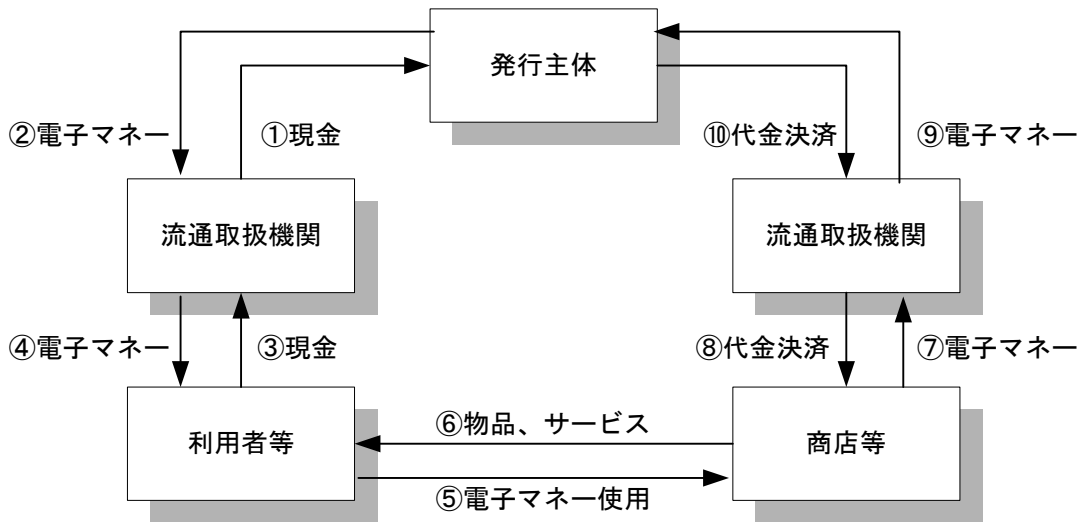 発行主体
②電子マネー
①現金
⑩代金決済
⑨電子マネー
流通取扱機関
流通取扱機関
④電子マネー
③現金
⑧代金決済
⑦電子マネー
⑥物品、サービス
利用者等
商店等
⑤電子マネー使用